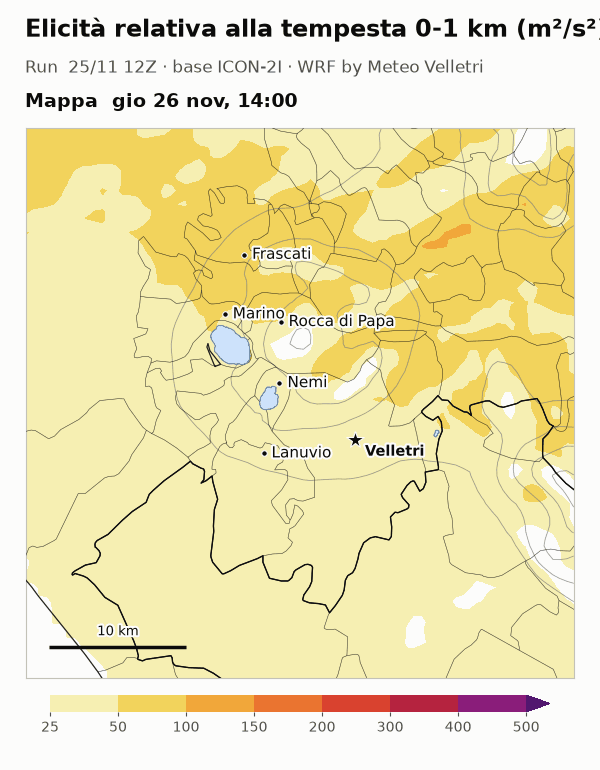 Elicità relativa alla tempesta 0-1 km (m²/s²)
Run 25/11 12Z · base ICON-2I · WRF by Meteo Velletri
Mappa gio 26 nov, 14:00
Frascati
Marino
Rocca di Papa
Nemi
Velletri
Lanuvio
10 km
25 50 100 150 200 300 400 500